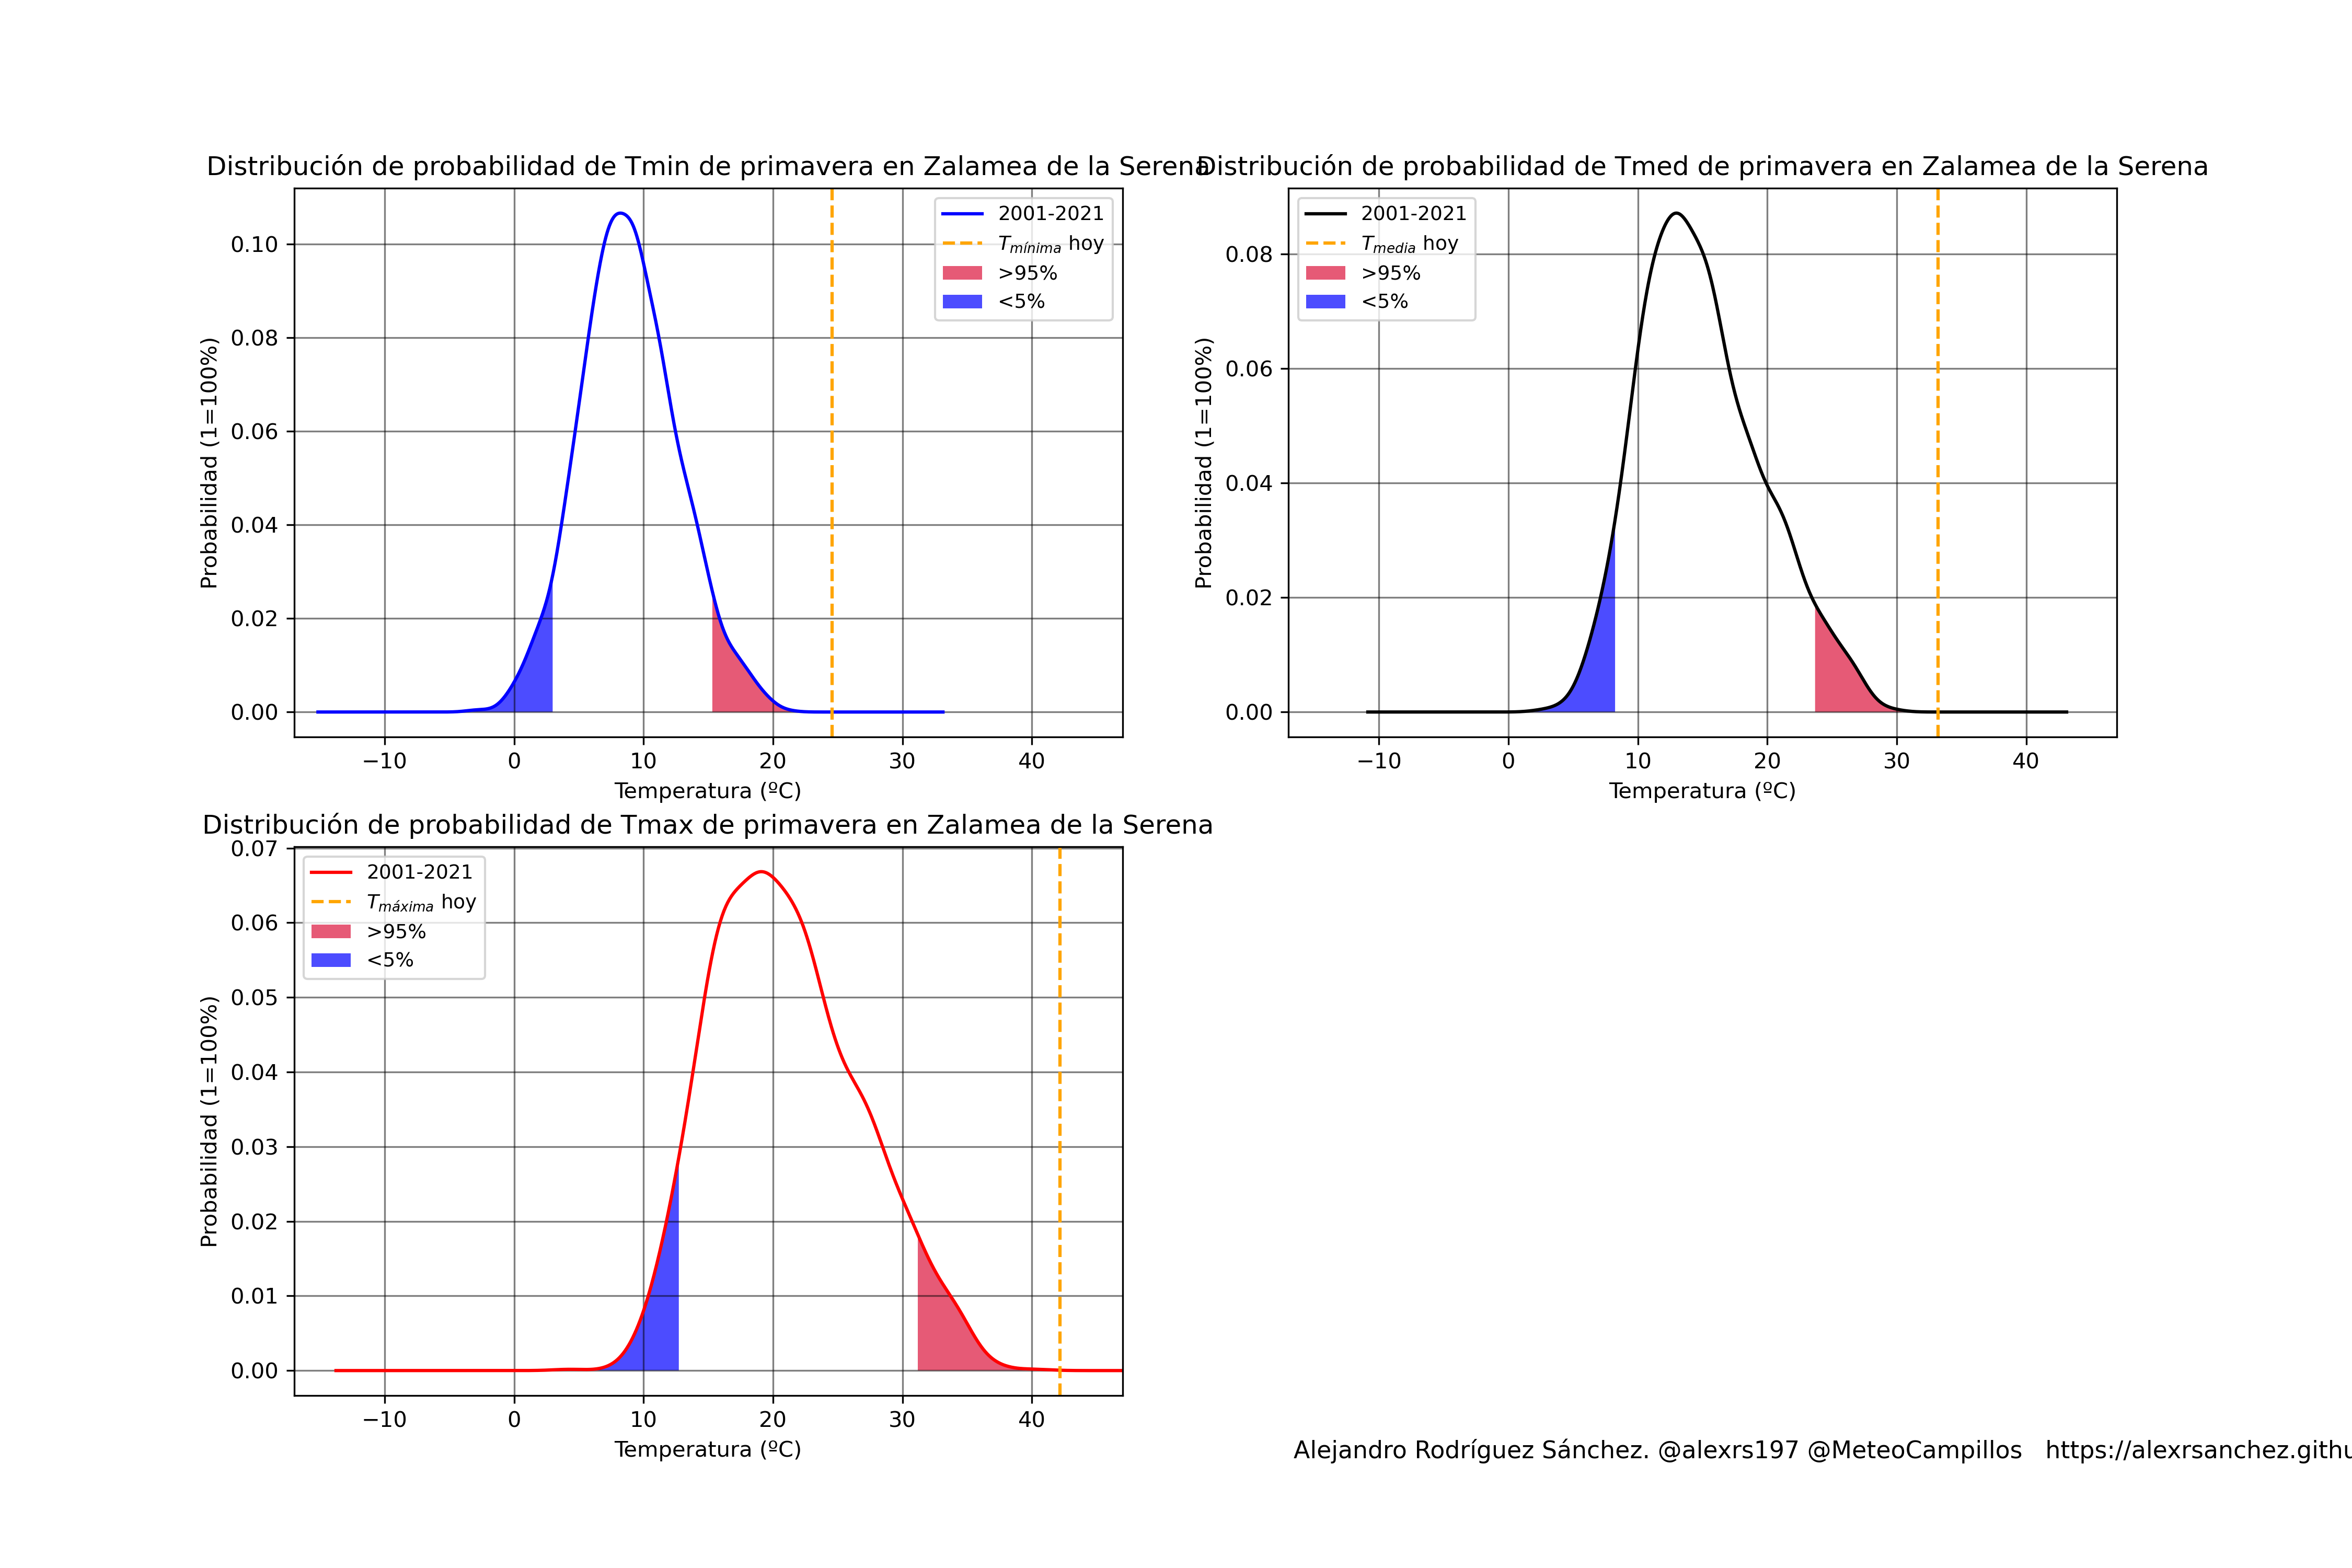 Distribución de probabilidad de Tmin de primavera en Zalamea de la Serena
Probabilidad (1=100%)
0.10
0.08
0.06
0.04
0.02
0.00
2001-2021
Tmínima hoy
>95%
<5%
−10 0 10 20 30 40
Temperatura (ºC)
Distribución de probabilidad de Tmed de primavera en Zalamea de la Serena
Probabilidad (1=100%)
0.08
0.06
0.04
0.02
0.00
2001-2021
Tmedia hoy
>95%
<5%
−10 0 10 20 30 40
Temperatura (ºC)
Distribución de probabilidad de Tmax de primavera en Zalamea de la Serena
Probabilidad (1=100%)
0.07
0.06
0.05
0.04
0.03
0.02
0.01
0.00
2001-2021
Tmáxima hoy
>95%
<5%
−10 0 10 20 30 40
Temperatura (ºC)
Alejandro Rodríguez Sánchez. @alexrs197 @MeteoCampillos https://alexrsanchez.githu